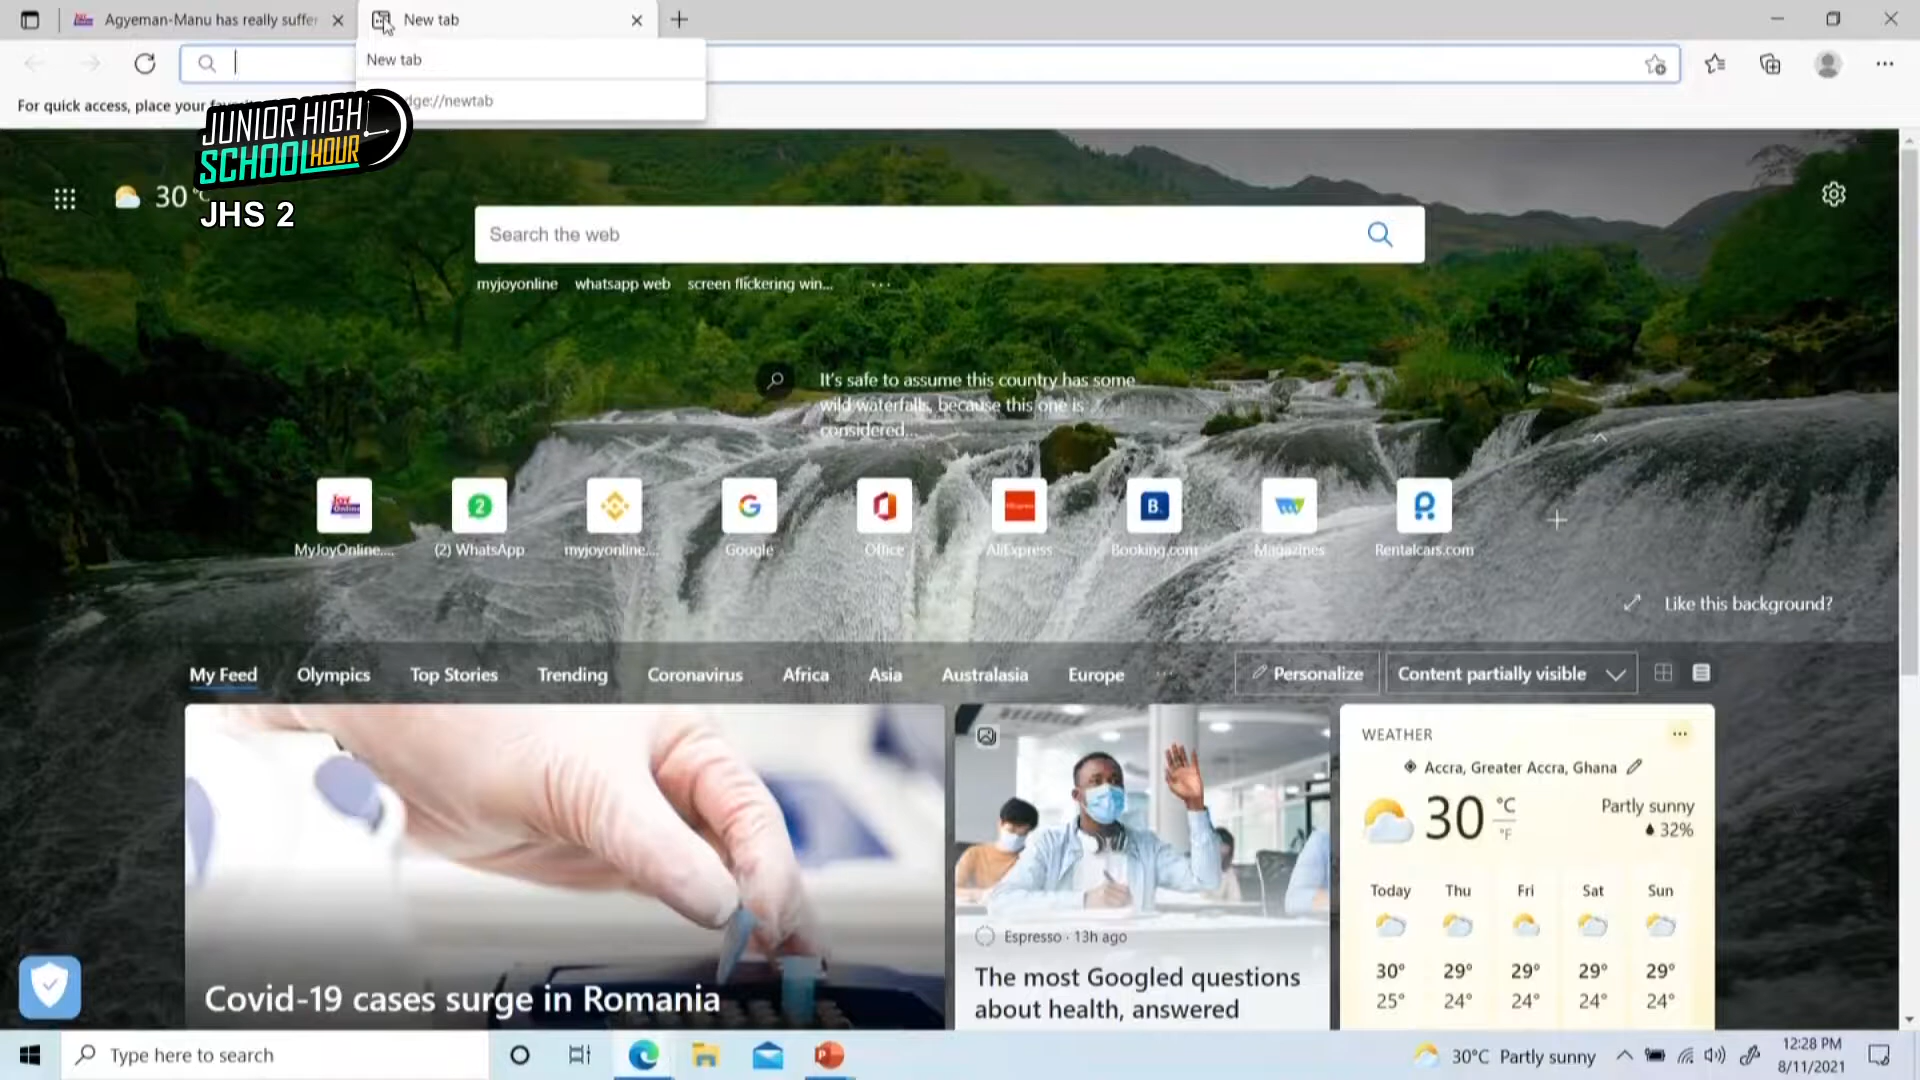 Agyeman-Manu has really suffer
New tab
New tab
dge://newtab
For quick access, place your
JUNIOR HIGH
SCHOOL HOUR
JHS 2
30 °C
Search the web
myjoyonline
whatsapp web
screen flickering win...
It's safe to assume this country has some
wild waterfalls, because this one is
considered...
Joy
Online
2
G
B.
P
MyJoyOnline....
(2) WhatsApp
myjoyonline....
Google
Office
AliExpress
Booking.com
Magazines
Rentalcars.com
Like this background?
My Feed
Olympics
Top Stories
Trending
Coronavirus
Africa
Asia
Australasia
Europe
Personalize
Content partially visible
Covid-19 cases surge in Romania
Espresso · 13h ago
The most Googled questions
about health, answered
WEATHER
Accra, Greater Accra, Ghana
30 °C
°F
Partly sunny
32%
Today Thu Fri Sat Sun
30° 29° 29° 29° 29°
25° 24° 24° 24° 24°
Type here to search
30°C Partly sunny
12:28 PM
8/11/2021